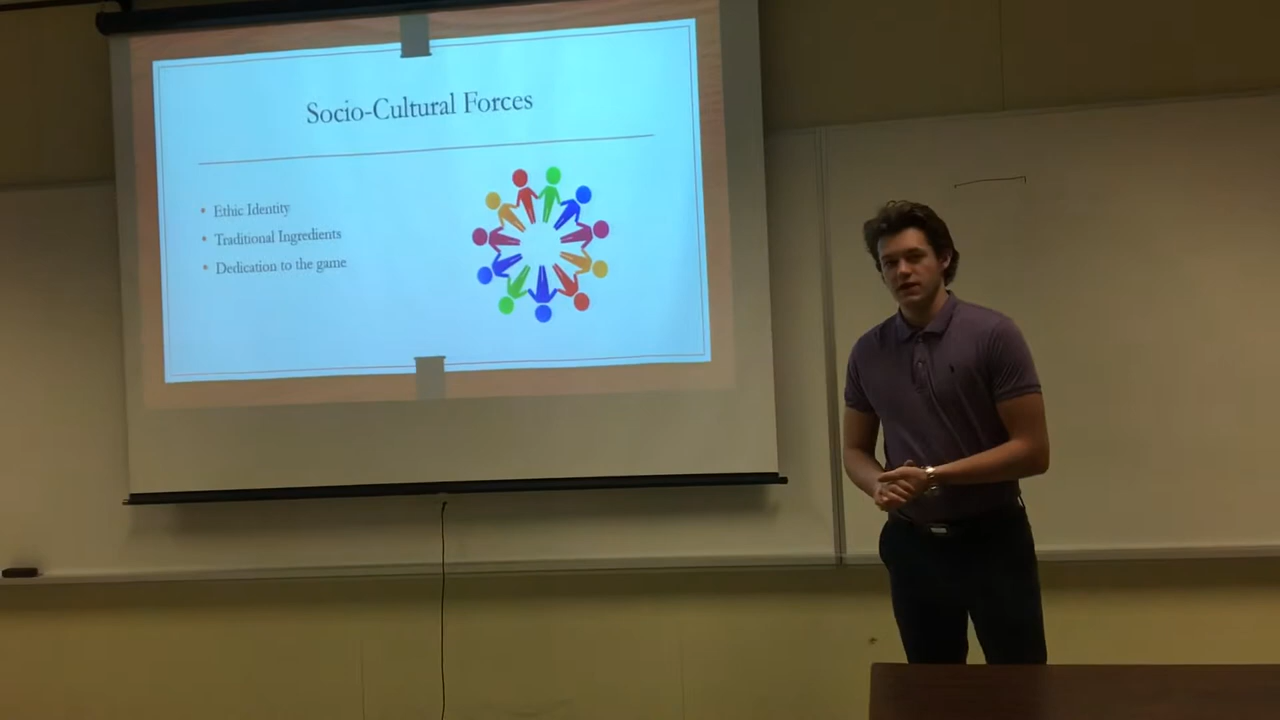 Socio-Cultural Forces
• Ethic Identity
• Traditional Ingredients
• Dedication to the game